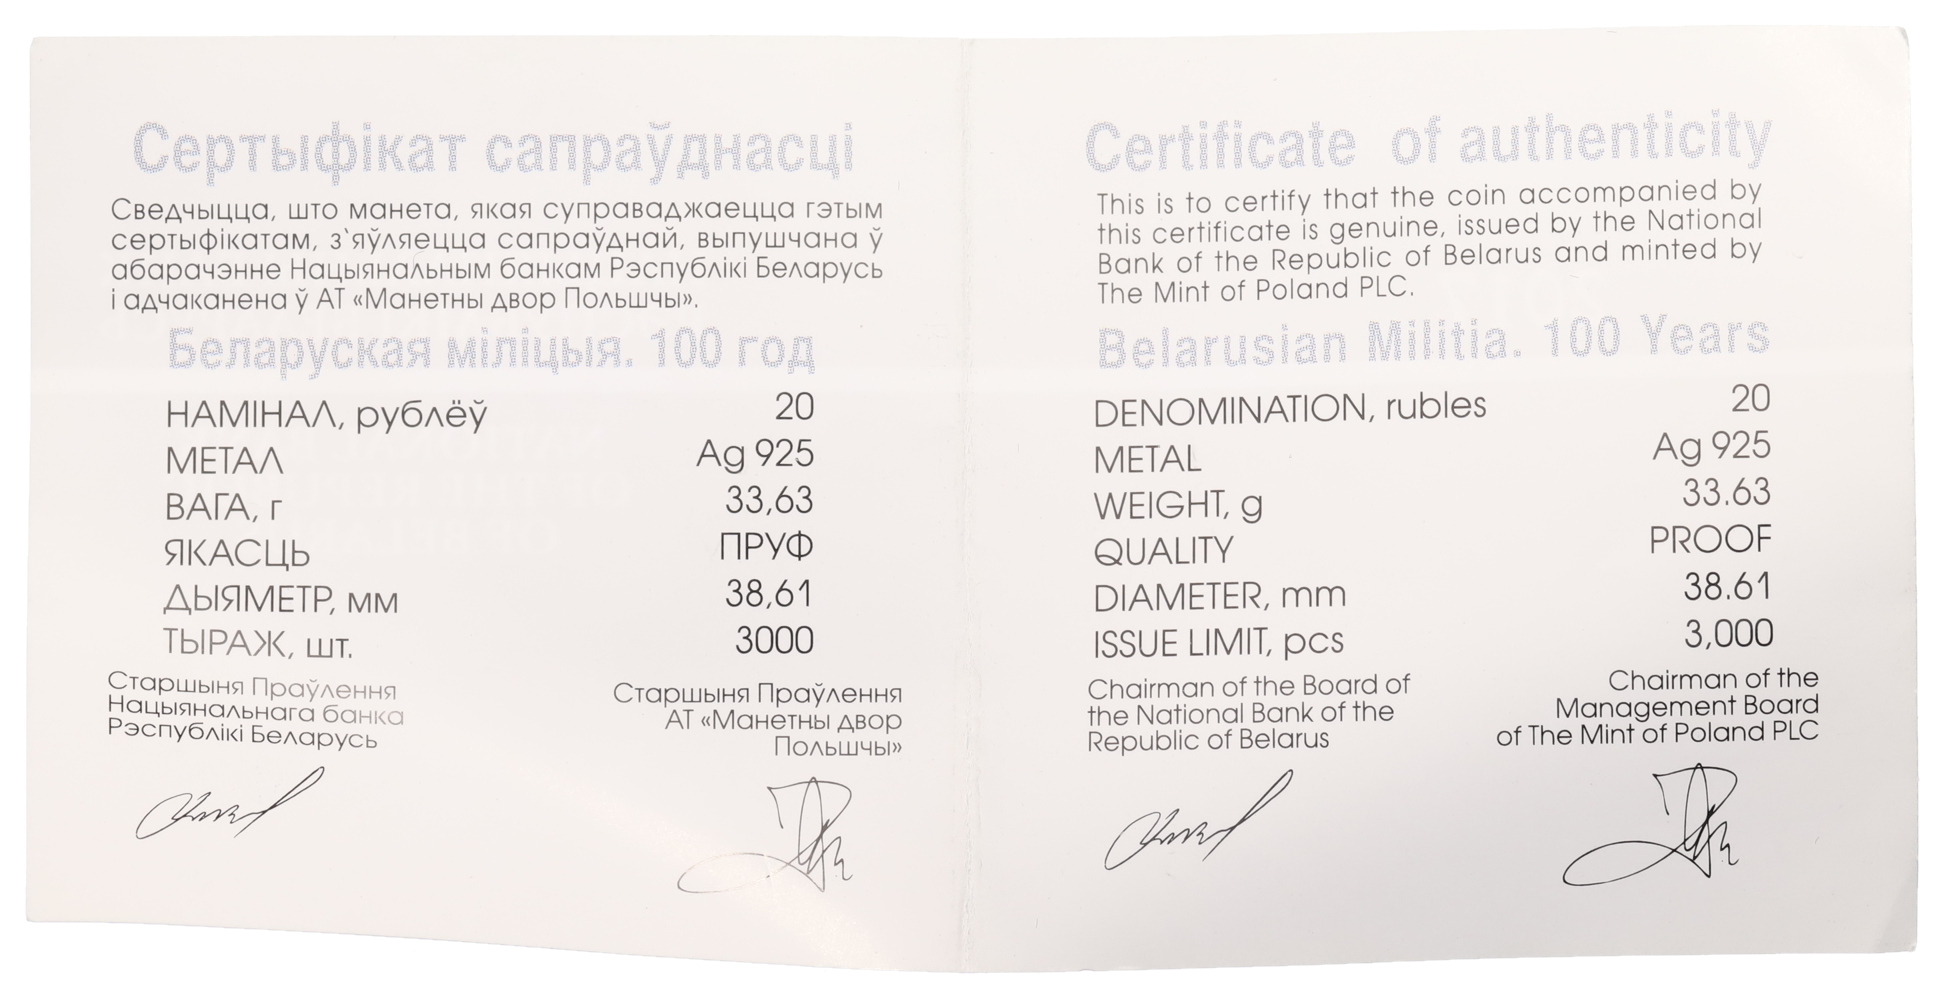 Сертыфікат сапраўднасці
Сведчыцца, што манета, якая суправаджаецца гэтым
сертыфікатам, з'яўляецца сапраўднай, выпушчана ў
абарачэнне Нацыянальным банкам Рэспублікі Беларусь
і адчаканена ў АТ «Манетны двор Польшчы».
Беларуская міліцыя. 100 год
НАМІНАЛ, рублёў 20
МЕТАЛ Ag 925
ВАГА, г 33,63
ЯКАСЦЬ ПРУФ
ДЫЯМЕТР, мм 38,61
ТЫРАЖ, шт. 3000
Старшыня Праўлення
Нацыянальнага банка
Рэспублікі Беларусь
Старшыня Праўлення
АТ «Манетны двор
Польшчы»
Certificate of authenticity
This is to certify that the coin accompanied by
this certificate is genuine, issued by the National
Bank of the Republic of Belarus and minted by
The Mint of Poland PLC.
Belarusian Militia. 100 Years
DENOMINATION, rubles 20
METAL Ag 925
WEIGHT, g 33.63
QUALITY PROOF
DIAMETER, mm 38.61
ISSUE LIMIT, pcs 3,000
Chairman of the Board of
the National Bank of the
Republic of Belarus
Chairman of the
Management Board
of The Mint of Poland PLC